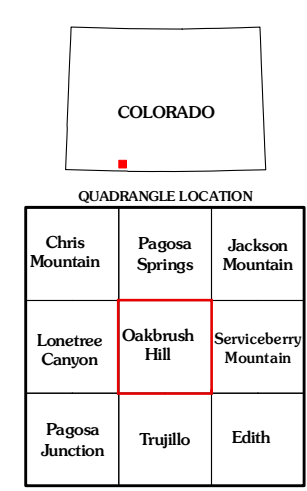 COLORADO
QUADRANGLE LOCATION
Chris
Mountain
Pagosa
Springs
Jackson
Mountain
Lonetree
Canyon
Oakbrush
Hill
Serviceberry
Mountain
Pagosa
Junction
Trujillo
Edith